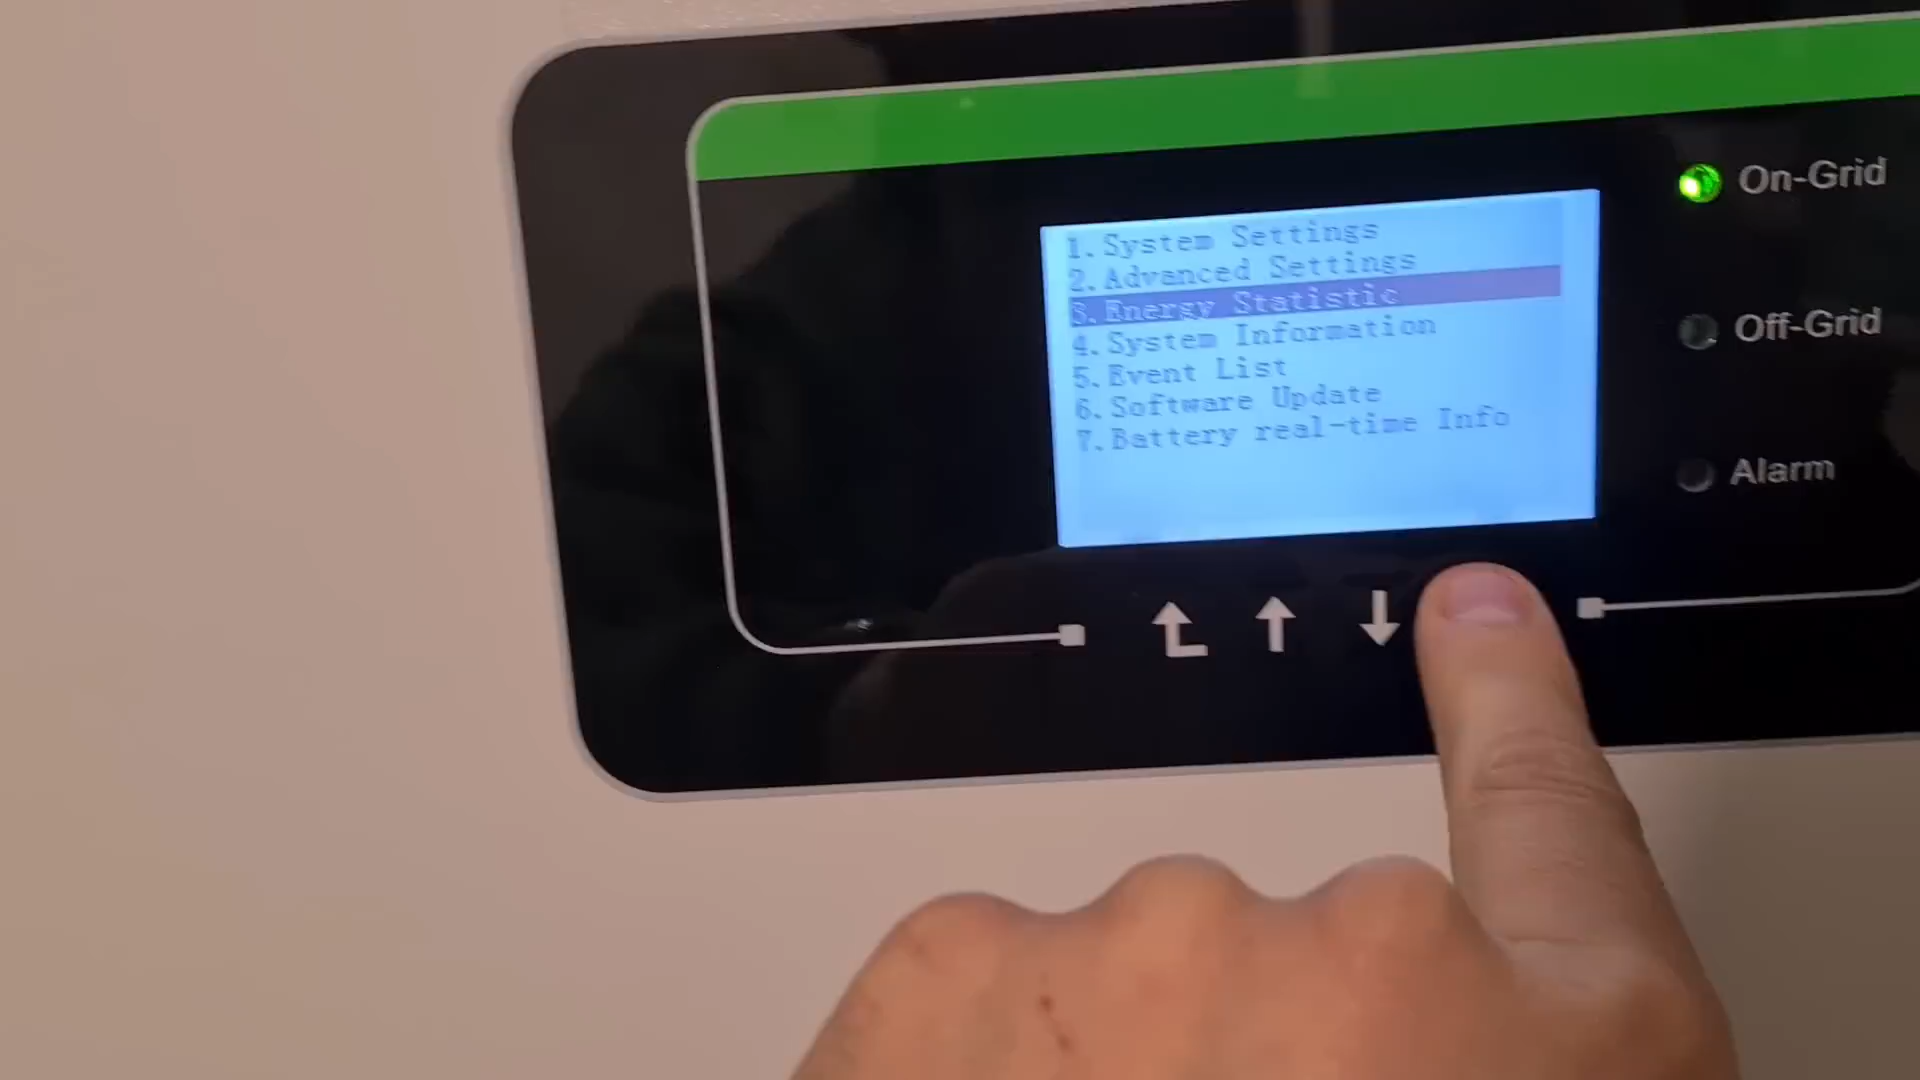 1.System Settings
2.Advanced Settings
3.Energy Statistic
4.System Information
5.Event List
6.Software Update
7.Battery real-time Info
On-Grid
Off-Grid
Alarm